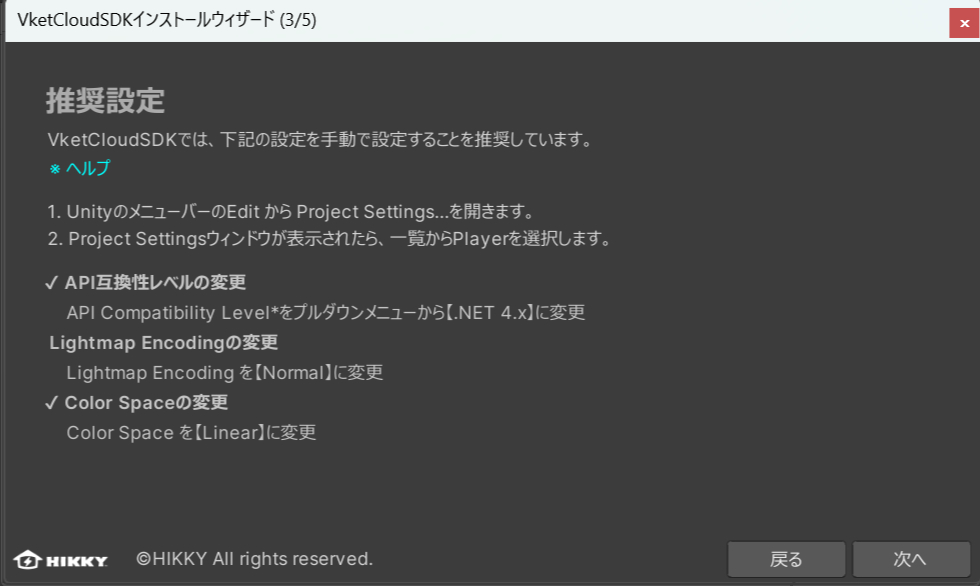 VketCloudSDKインストールウィザード (3/5)
x
推奨設定
VketCloudSDKでは、下記の設定を手動で設定することを推奨しています。
※ ヘルプ
1. UnityのメニューバーのEdit から Project Settings...を開きます。
2. Project Settingsウィンドウが表示されたら、一覧からPlayerを選択します。
✓ API互換性レベルの変更
API Compatibility Level*をプルダウンメニューから【.NET 4.x】に変更
Lightmap Encodingの変更
Lightmap Encoding を【Normal】に変更
✓ Color Spaceの変更
Color Space を【Linear】に変更
HIKKY ©HIKKY All rights reserved.
戻る 次へ